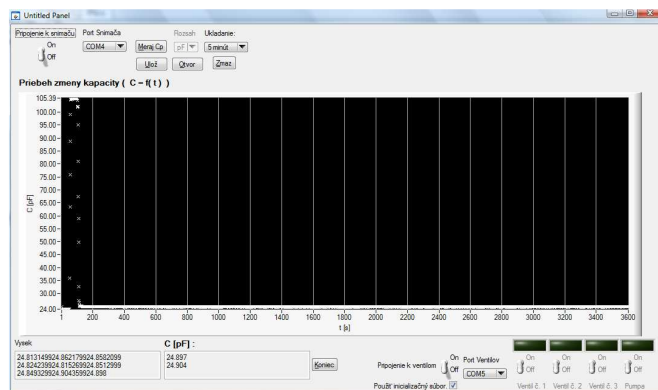 Untitled Panel
Pripojenie k snímaču Port Snímača Rozsah Ukladanie:
On
Off
COM4 Meraj Cp pF 5 minút
Ulož Otvor Zmaz
Priebeh zmeny kapacity ( C – f( t ) )
105.39
100.00
95.00
90.00
85.00
80.00
75.00
70.00
65.00
60.00
55.00
50.00
45.00
40.00
35.00
30.00
24.00
C [pF]
1 200 400 600 800 1000 1200 1400 1600 1800 2000 2200 2400 2600 2800 3000 3200 3400 3600
t [s]
Vysek C [pF] :
24.813149924.862179924.8582099
24.824239924.815269924.8512999
24.849329924.904359924.898
24.897
24.904
Koniec
Pripojenie k ventilom On Off
Port Ventilov
COM5
On On On On
Off Off Off Off
Použiť inicializačný súbor.
Ventil č. 1 Ventil č. 2 Ventil č. 3 Pumpa